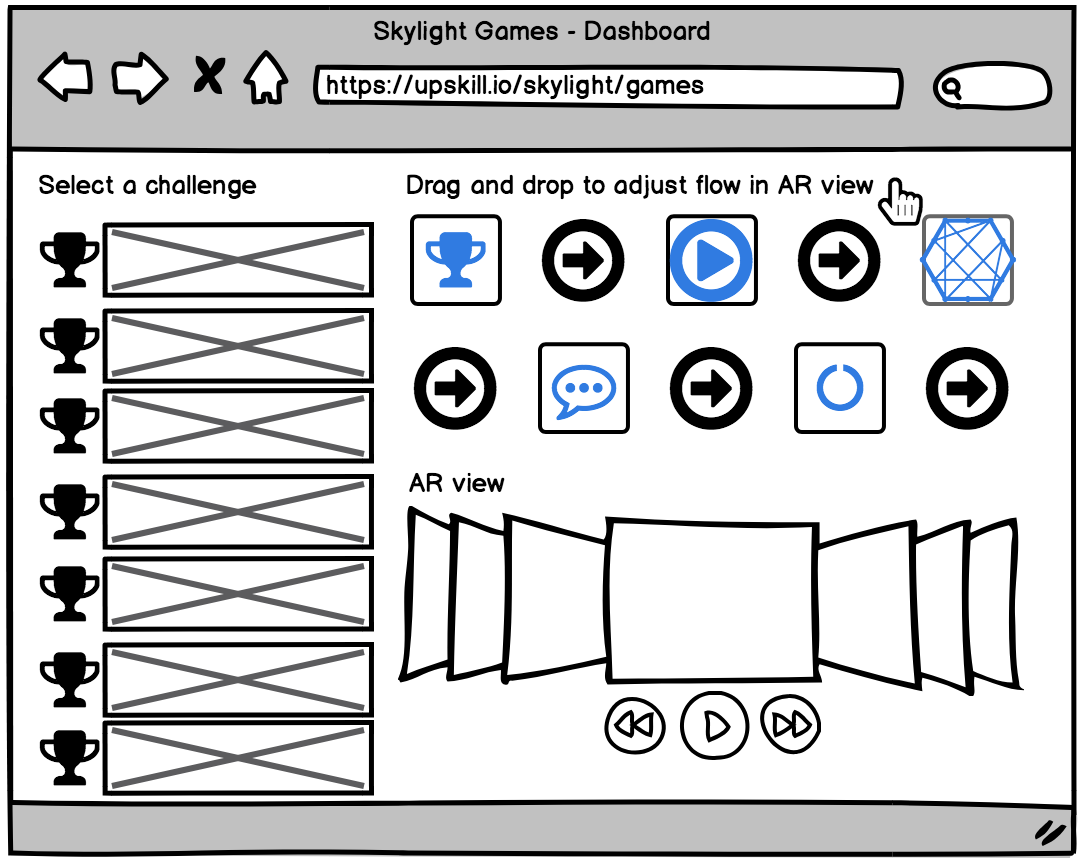 Skylight Games - Dashboard
https://upskill.io/skylight/games
Select a challenge
Drag and drop to adjust flow in AR view
AR view